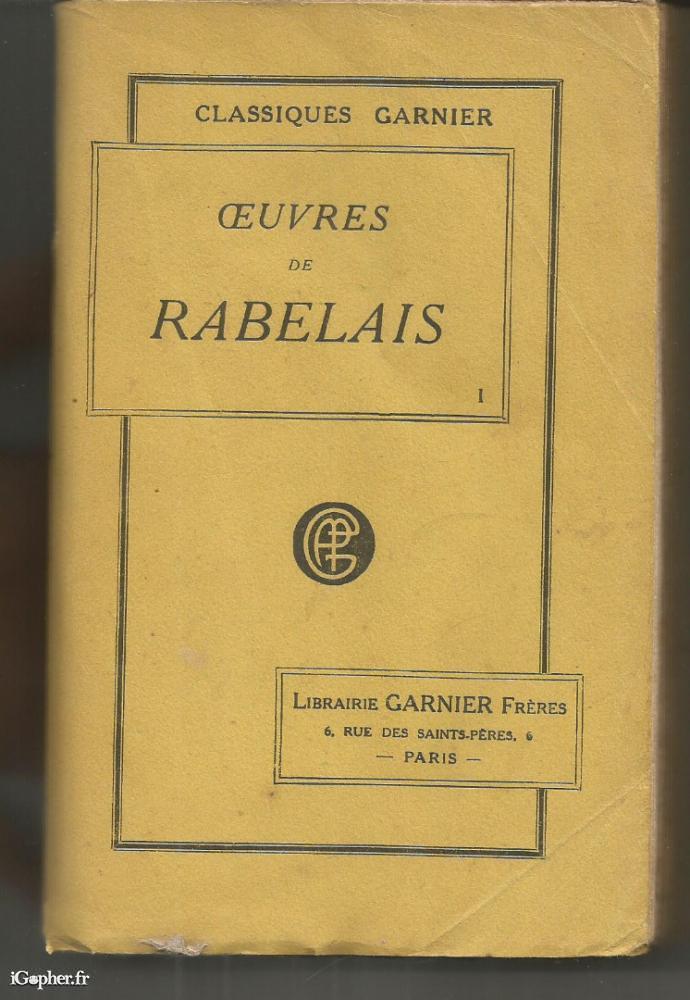 CLASSIQUES GARNIER
ŒUVRES
DE
RABELAIS
I
LIBRAIRIE GARNIER FRÈRES
6, RUE DES SAINTS-PÈRES, 6
— PARIS —
iGopher.fr